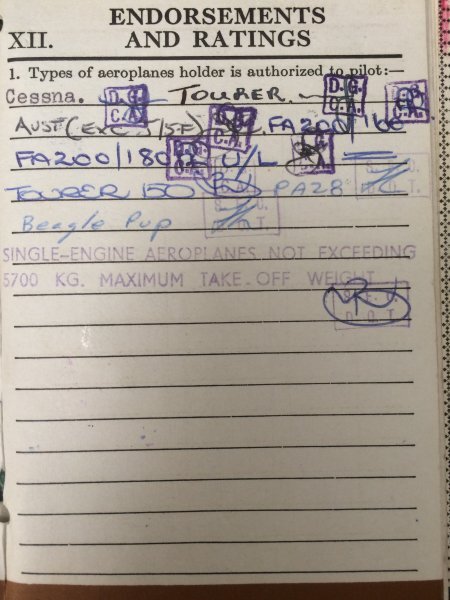 XII. ENDORSEMENTS
AND RATINGS
1. Types of aeroplanes holder is authorized to pilot:—
Cessna. D. G. C. A. TOURER. D. G. C. A.
AUST (EXC J/5F) C. A. FA200/160
FA200/180 U/L
TOURER 150 PA28
Beagle Pup
SINGLE-ENGINE AEROPLANES NOT EXCEEDING
5700 KG. MAXIMUM TAKE-OFF WEIGHT
D. O. T.